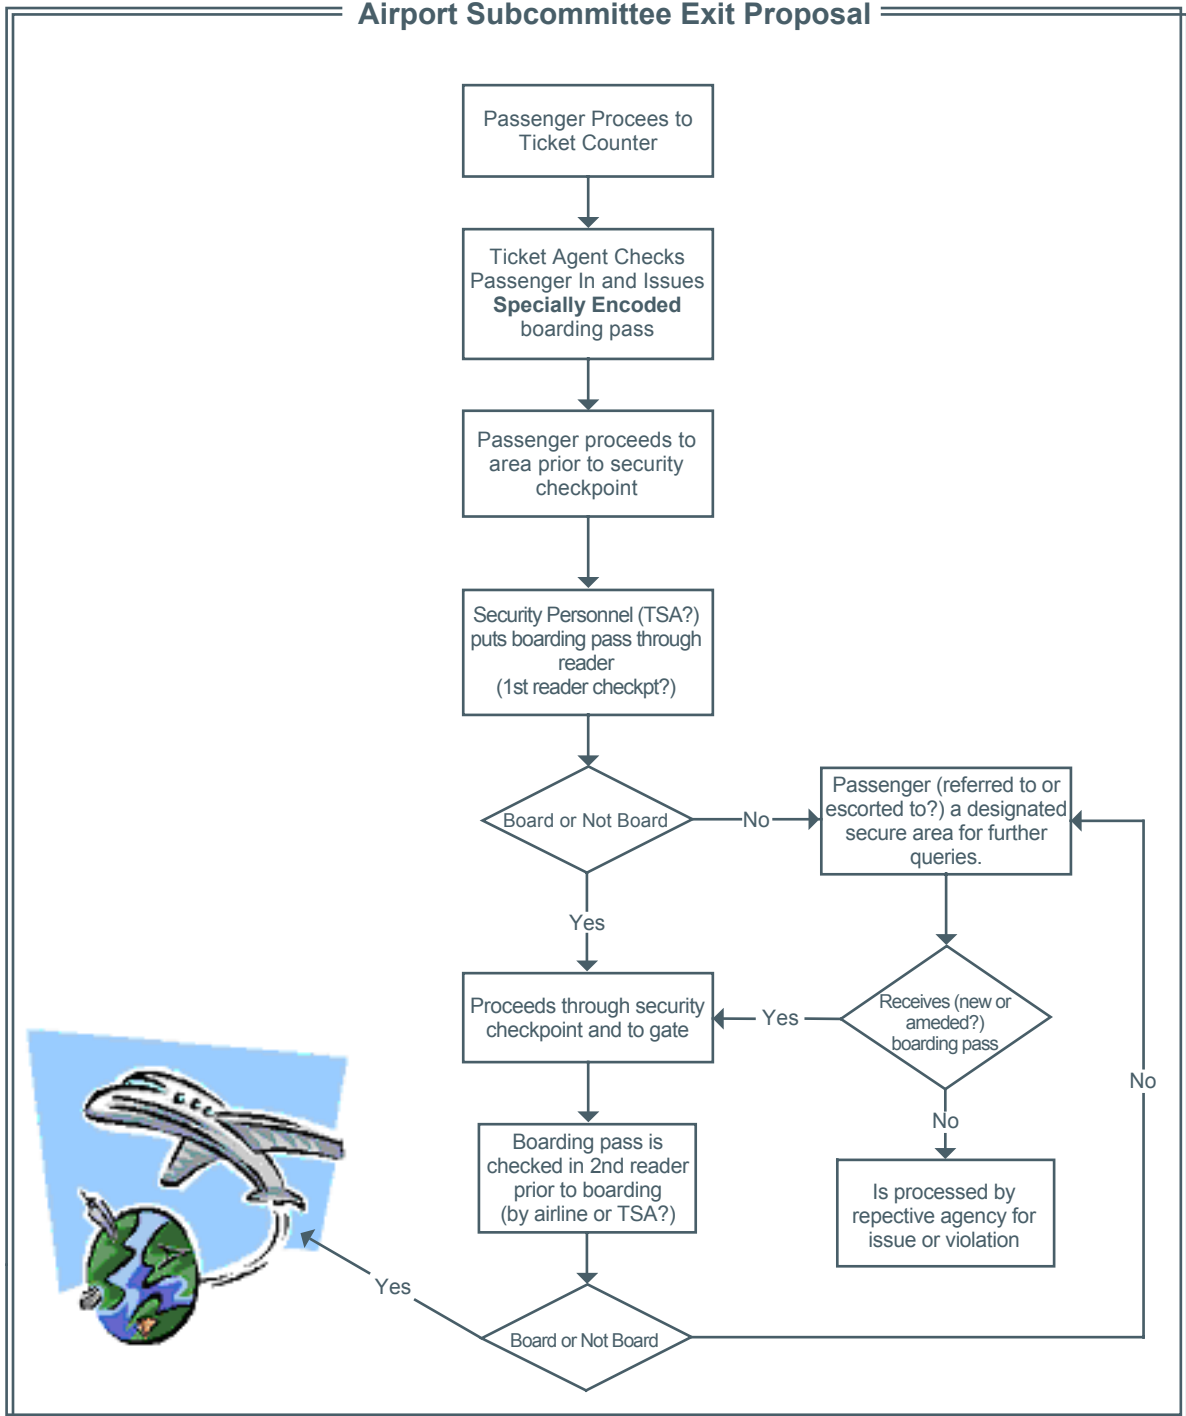 Airport Subcommittee Exit Proposal
Passenger Procees to
Ticket Counter
Ticket Agent Checks
Passenger In and Issues
Specially Encoded
boarding pass
Passenger proceeds to
area prior to security
checkpoint
Security Personnel (TSA?)
puts boarding pass through
reader
(1st reader checkpt?)
Board or Not Board
No
Passenger (referred to or
escorted to?) a designated
secure area for further
queries.
Yes
Proceeds through security
checkpoint and to gate
Yes
Receives (new or
ameded?)
boarding pass
No
No
Boarding pass is
checked in 2nd reader
prior to boarding
(by airline or TSA?)
Is processed by
repective agency for
issue or violation
Yes
Board or Not Board